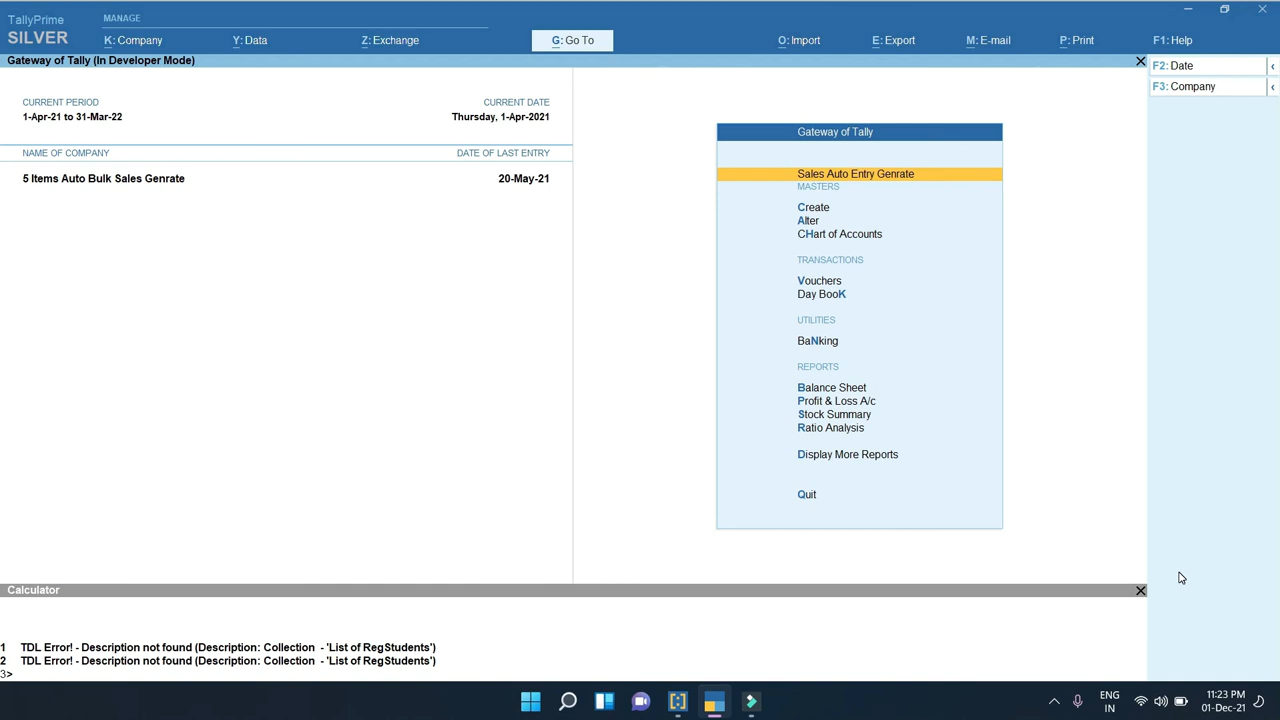 TallyPrime
SILVER
MANAGE
K: Company
Y: Data
Z: Exchange
G: Go To
O: Import
E: Export
M: E-mail
P: Print
F1: Help
Gateway of Tally (In Developer Mode)
F2: Date
F3: Company
CURRENT PERIOD
CURRENT DATE
1-Apr-21 to 31-Mar-22
Thursday, 1-Apr-2021
NAME OF COMPANY
DATE OF LAST ENTRY
5 Items Auto Bulk Sales Genrate
20-May-21
Gateway of Tally
Sales Auto Entry Genrate
MASTERS
Create
Alter
CHart of Accounts
TRANSACTIONS
Vouchers
Day BooK
UTILITIES
BaNking
REPORTS
Balance Sheet
Profit & Loss A/c
Stock Summary
Ratio Analysis
Display More Reports
Quit
Calculator
1 TDL Error! - Description not found (Description: Collection - 'List of RegStudents')
2 TDL Error! - Description not found (Description: Collection - 'List of RegStudents')
3>
ENG
IN
11:23 PM
01-Dec-21